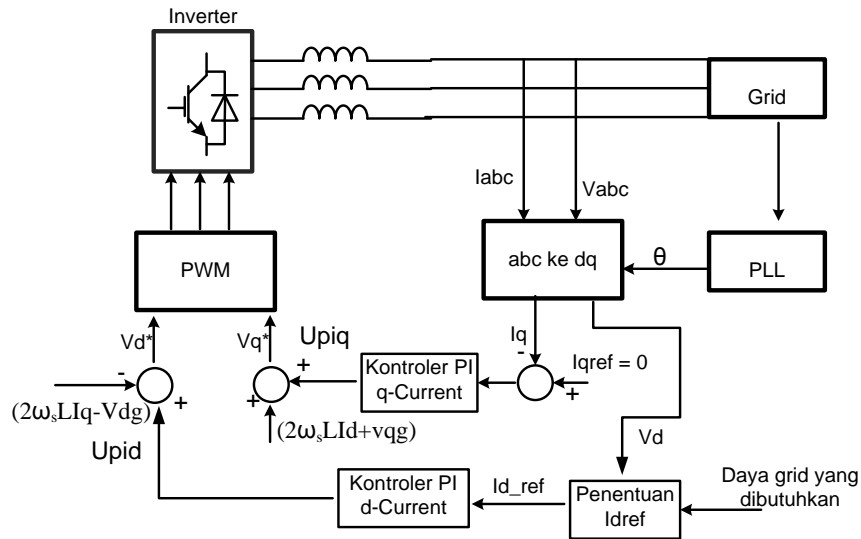 Inverter
Grid
Iabc
Vabc
PWM
abc ke dq
θ
PLL
Vd*
Vq*
Upiq
Iq
-
Kontroler PI
q-Current
Iqref = 0
+
+
-
+
+
(2ωsLIq-Vdg)
(2ωsLId+vqg)
Upid
Vd
Kontroler PI
d-Current
Id_ref
Penentuan
Idref
Daya grid yang
dibutuhkan